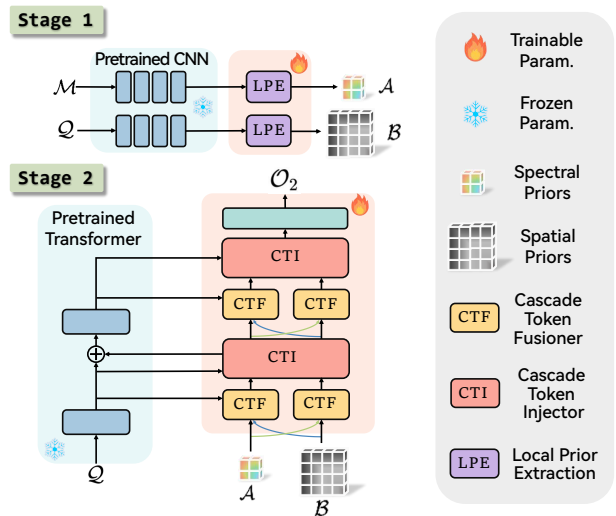 Stage 1
Pretrained CNN
ℳ
LPE
𝒜
𝒬
LPE
ℬ
Stage 2
𝒪₂
Pretrained
Transformer
CTI
CTF
CTF
CTI
CTF
CTF
𝒬
𝒜
ℬ
Trainable
Param.
Frozen
Param.
Spectral
Priors
Spatial
Priors
CTF
Cascade
Token
Fusioner
CTI
Cascade
Token
Injector
LPE
Local Prior
Extraction